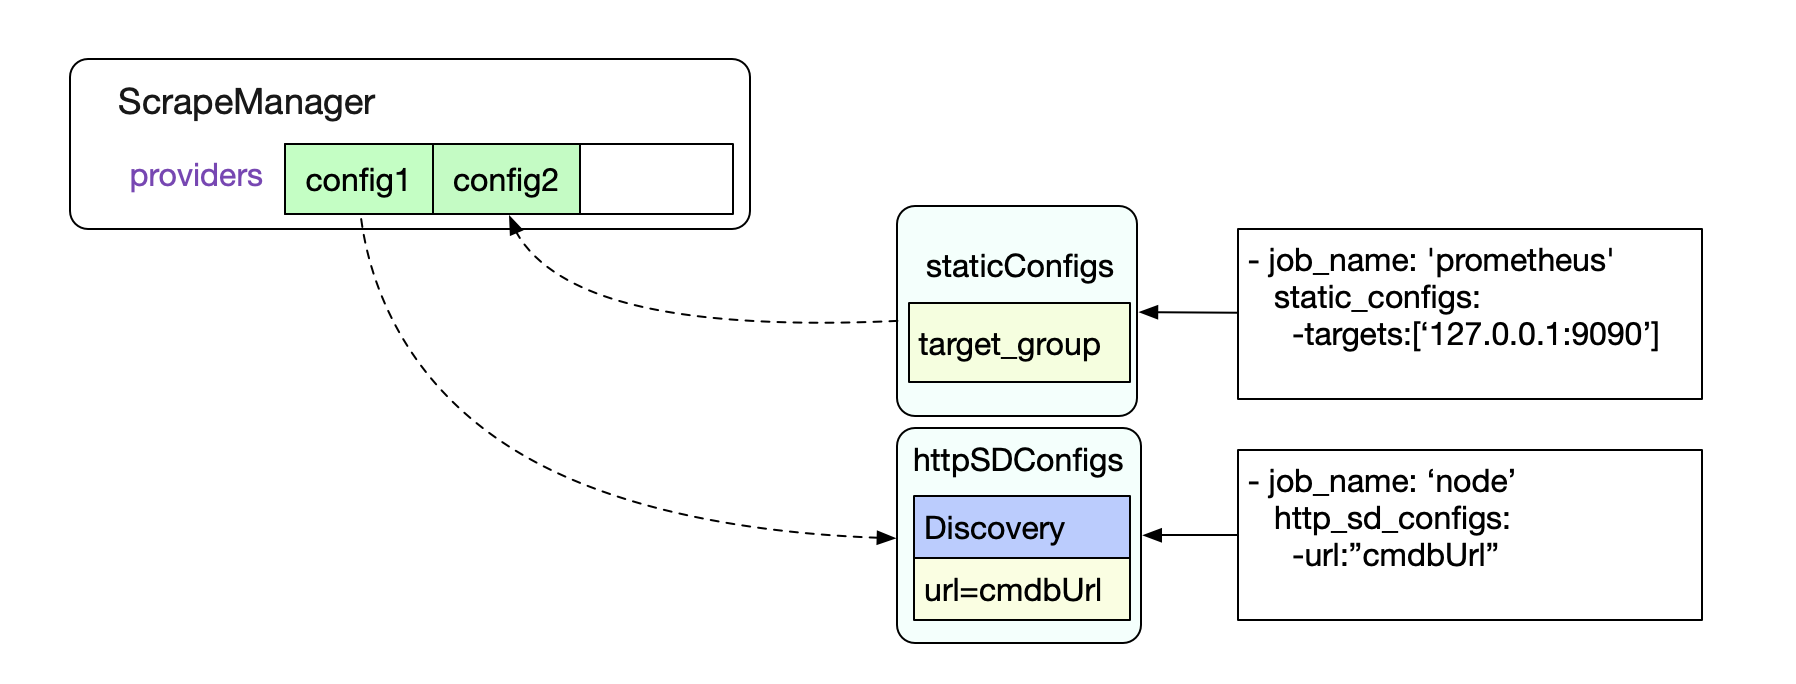 ScrapeManager
providers
config1
config2
staticConfigs
target_group
- job_name: 'prometheus'
static_configs:
-targets:[‘127.0.0.1:9090’]
httpSDConfigs
Discovery
url=cmdbUrl
- job_name: ‘node’
http_sd_configs:
-url:”cmdbUrl”